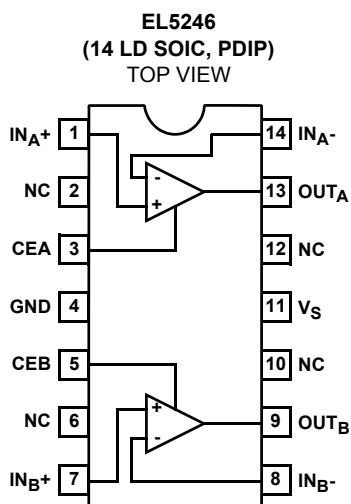 EL5246
(14 LD SOIC, PDIP)
TOP VIEW
INA+ 1 14 INA-
NC 2 13 OUTA
CEA 3 12 NC
GND 4 11 VS
CEB 5 10 NC
NC 6 9 OUTB
INB+ 7 8 INB-
- +
+ -